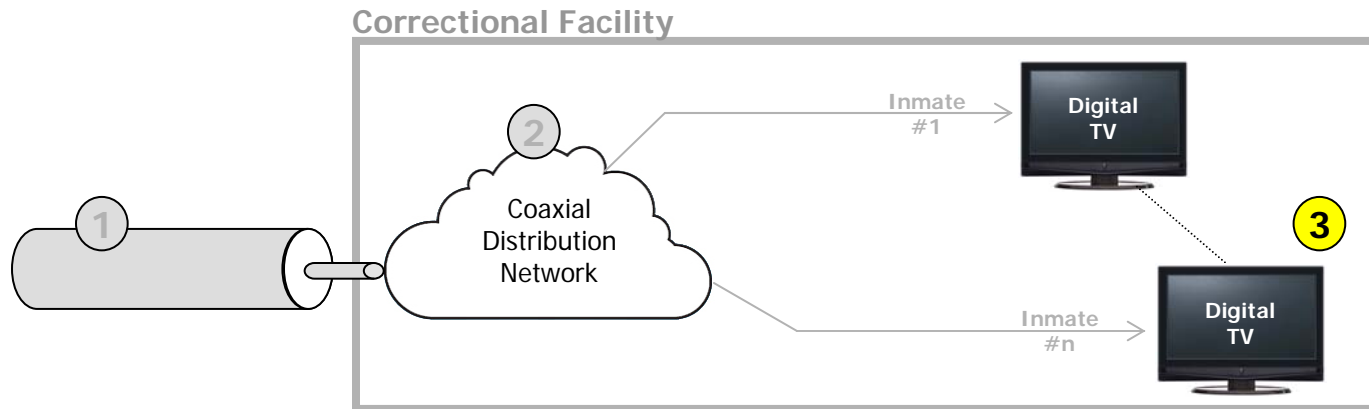 Correctional Facility
1
2
Coaxial
Distribution
Network
Inmate
#1
Digital
TV
3
Inmate
#n
Digital
TV